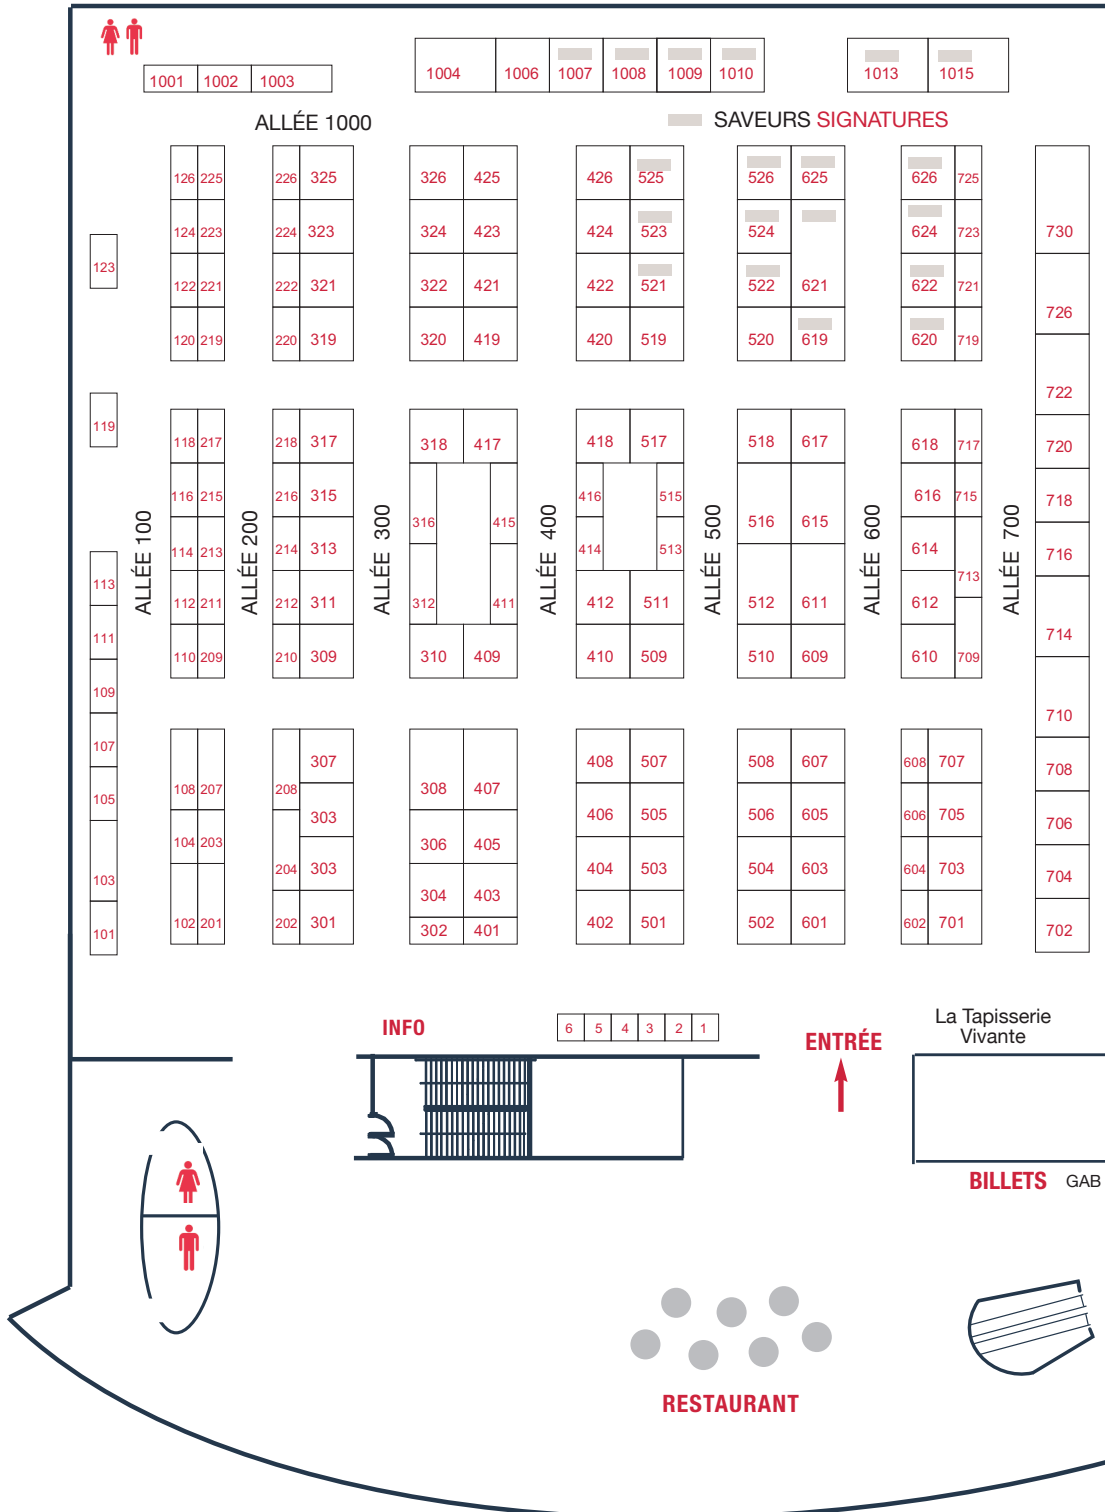 1004 1006 1007 1008 1009 1010 1013 1015
1001 1002 1003
ALLÉE 1000
SAVEURS SIGNATURES
126 225 226 325 326 425 426 525 526 625 626 725
124 223 224 323 324 423 424 523 524 624 723 730
123
122 221 222 321 322 421 422 521 522 621 622 721
726
120 219 220 319 320 419 420 519 520 619 620 719
722
119
118 217 218 317 318 417 418 517 518 617 618 717 720
116 215 216 315 416 515 616 715 718
316 415 516 615
ALLÉE 100
ALLÉE 200
ALLÉE 300
ALLÉE 400
ALLÉE 500
ALLÉE 600
ALLÉE 700
114 213 214 313 414 513 614 716
113 713
112 211 212 311 312 411 412 511 512 611 612
111 714
110 209 210 309 310 409 410 509 510 609 610 709
109
710
107
307 408 507 508 607 608 707 708
105 108 207 208 308 407
303 406 505 506 605 606 705 706
104 203 306 405
103 204 303 404 503 504 603 604 703 704
304 403
102 201 202 301 402 501 502 601 602 701
101 302 401 702
INFO
6 5 4 3 2 1
ENTRÉE
La Tapisserie
Vivante
BILLETS GAB
RESTAURANT